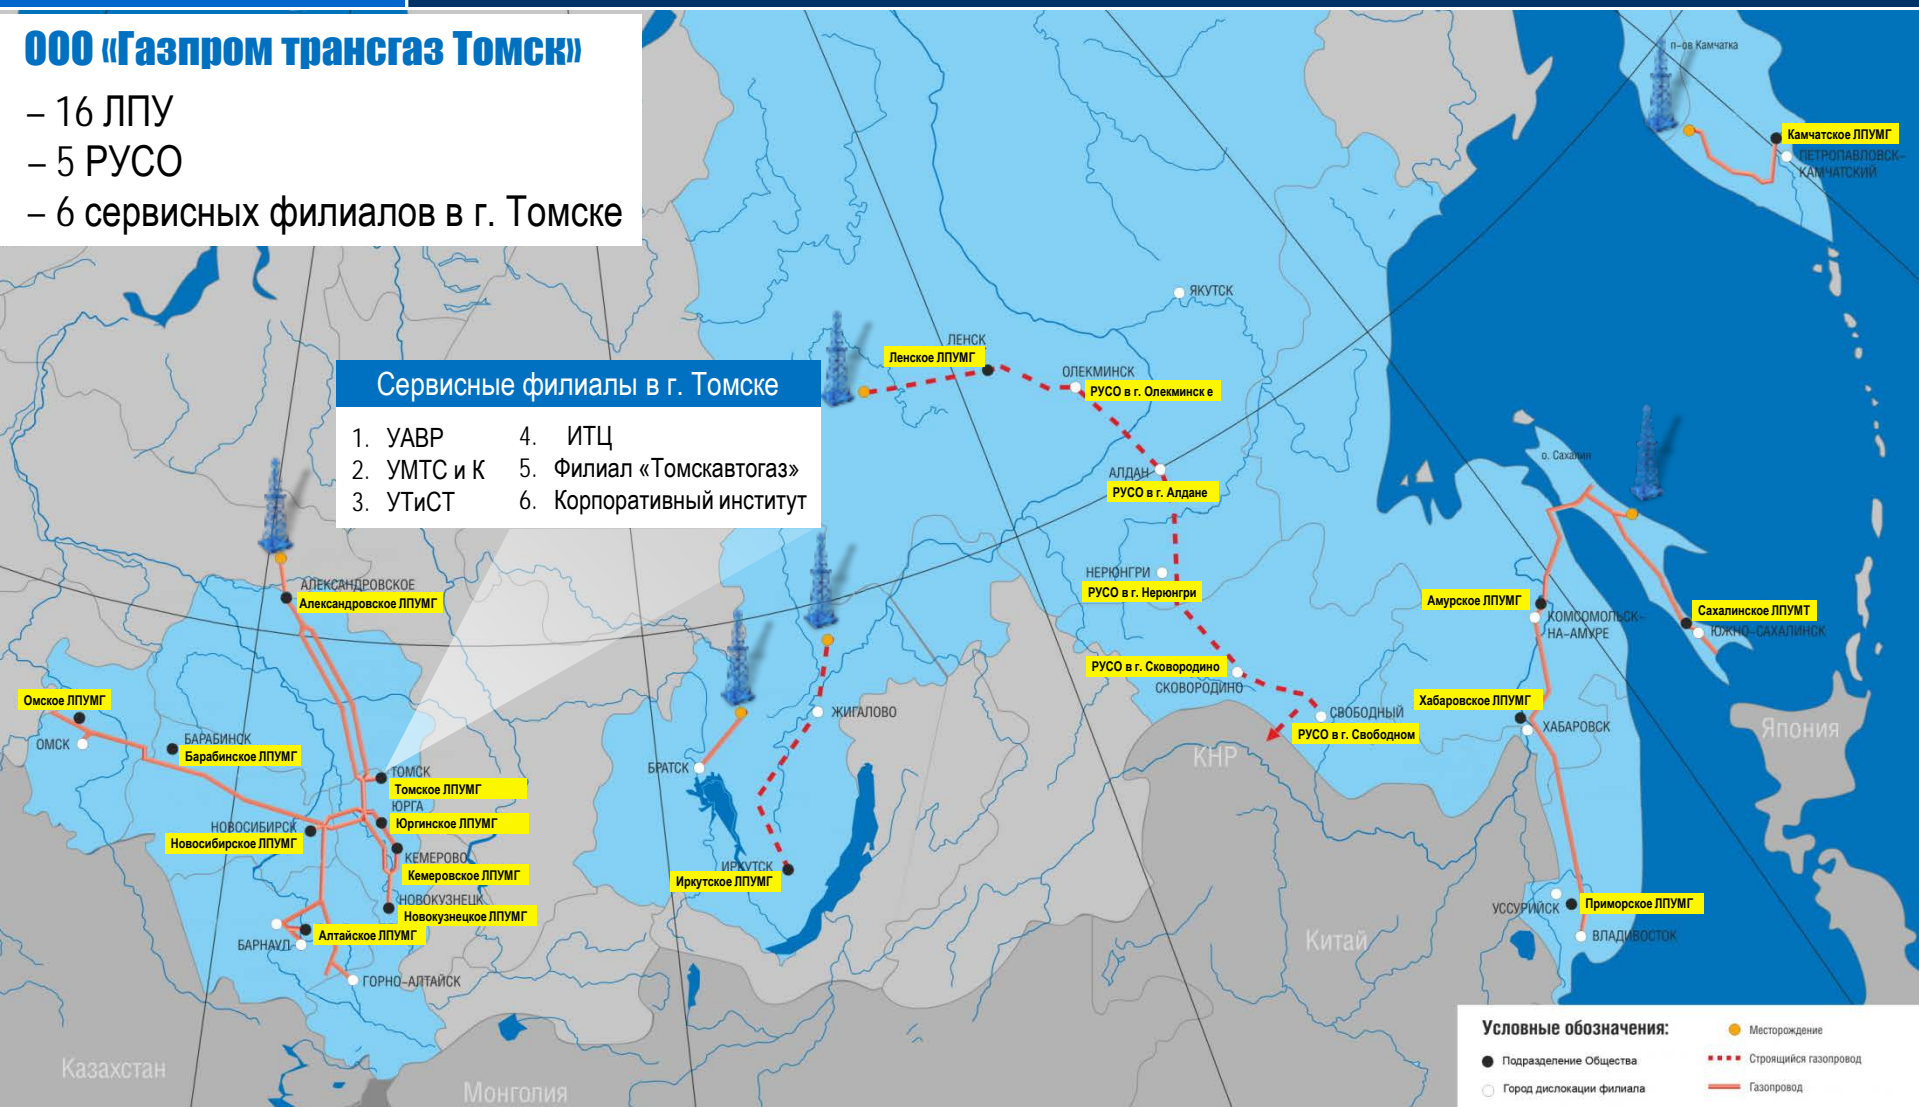 ООО «Газпром трансгаз Томск»
– 16 ЛПУ
– 5 РУСО
– 6 сервисных филиалов в г. Томске
п-ов Камчатка
Камчатское ЛПУМГ
ПЕТРОПАВЛОВСК-
КАМЧАТСКИЙ
ЯКУТСК
ЛЕНСК
Ленское ЛПУМГ
ОЛЕКМИНСК
РУСО в г. Олекминск е
Сервисные филиалы в г. Томске
1. УАВР
2. УМТС и К
3. УТиСТ
4. ИТЦ
5. Филиал «Томскавтогаз»
6. Корпоративный институт
АЛДАН
РУСО в г. Алдане
о. Сахалин
НЕРЮНГРИ
РУСО в г. Нерюнгри
АЛЕКСАНДРОВСКОЕ
Александровское ЛПУМГ
Амурское ЛПУМГ
КОМСОМОЛЬСК-
НА-АМУРЕ
Сахалинское ЛПУМТ
ЮЖНО-САХАЛИНСК
РУСО в г. Сковородино
СКОВОРОДИНО
Омское ЛПУМГ
ОМСК
БАРАБИНСК
Барабинское ЛПУМГ
ЖИГАЛОВО
СВОБОДНЫЙ
РУСО в г. Свободном
Хабаровское ЛПУМГ
ХАБАРОВСК
Япония
КНР
БРАТСК
ТОМСК
Томское ЛПУМГ
ЮРГА
Юргинское ЛПУМГ
НОВОСИБИРСК
Новосибирское ЛПУМГ
КЕМЕРОВО
Кемеровское ЛПУМГ
ИРКУТСК
Иркутское ЛПУМГ
НОВОКУЗНЕЦК
Новокузнецкое ЛПУМГ
УССУРИЙСК
Приморское ЛПУМГ
Алтайское ЛПУМГ
БАРНАУЛ
ВЛАДИВОСТОК
Китай
ГОРНО-АЛТАЙСК
Казахстан
Монголия
Условные обозначения:
Подразделение Общества
Город дислокации филиала
Месторождение
Строящийся газопровод
Газопровод